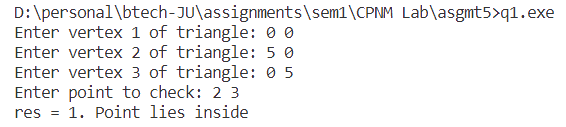 D:\personal\btech-JU\assignments\sem1\CPNM Lab\asgmt5>q1.exe
Enter vertex 1 of triangle: 0 0
Enter vertex 2 of triangle: 5 0
Enter vertex 3 of triangle: 0 5
Enter point to check: 2 3
res = 1. Point lies inside